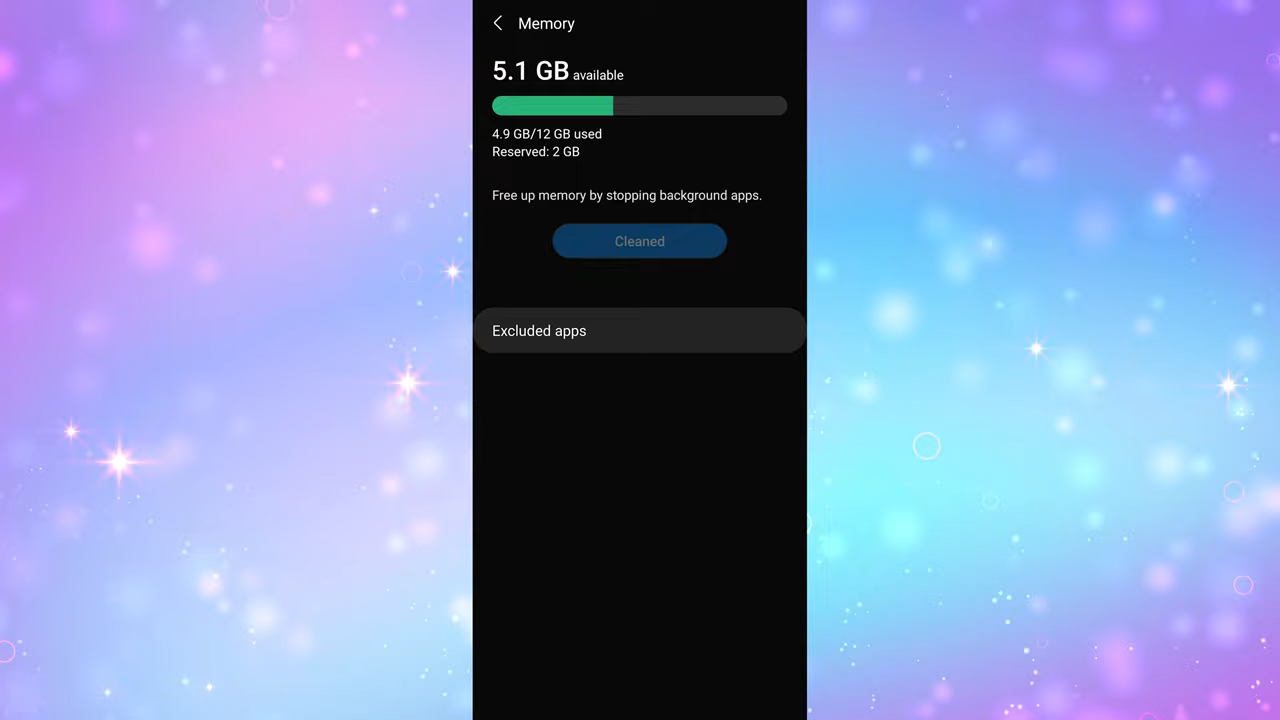 Memory
5.1 GB available
4.9 GB/12 GB used
Reserved: 2 GB
Free up memory by stopping background apps.
Cleaned
Excluded apps